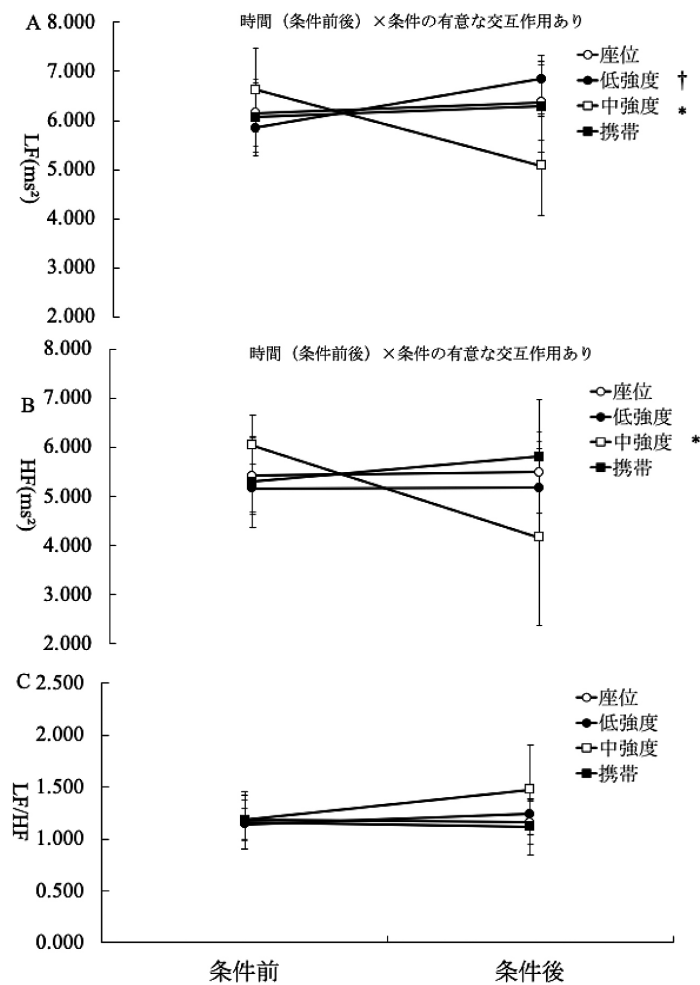 A
時間（条件前後）×条件の有意な交互作用あり
8.000
7.000
6.000
5.000
4.000
3.000
2.000
LF(ms²)
座位
低強度 †
中強度 *
携帯
B
時間（条件前後）×条件の有意な交互作用あり
8.000
7.000
6.000
5.000
4.000
3.000
2.000
HF(ms²)
座位
低強度
中強度 *
携帯
C
2.500
2.000
1.500
1.000
0.500
0.000
LF/HF
座位
低強度
中強度
携帯
条件前 条件後